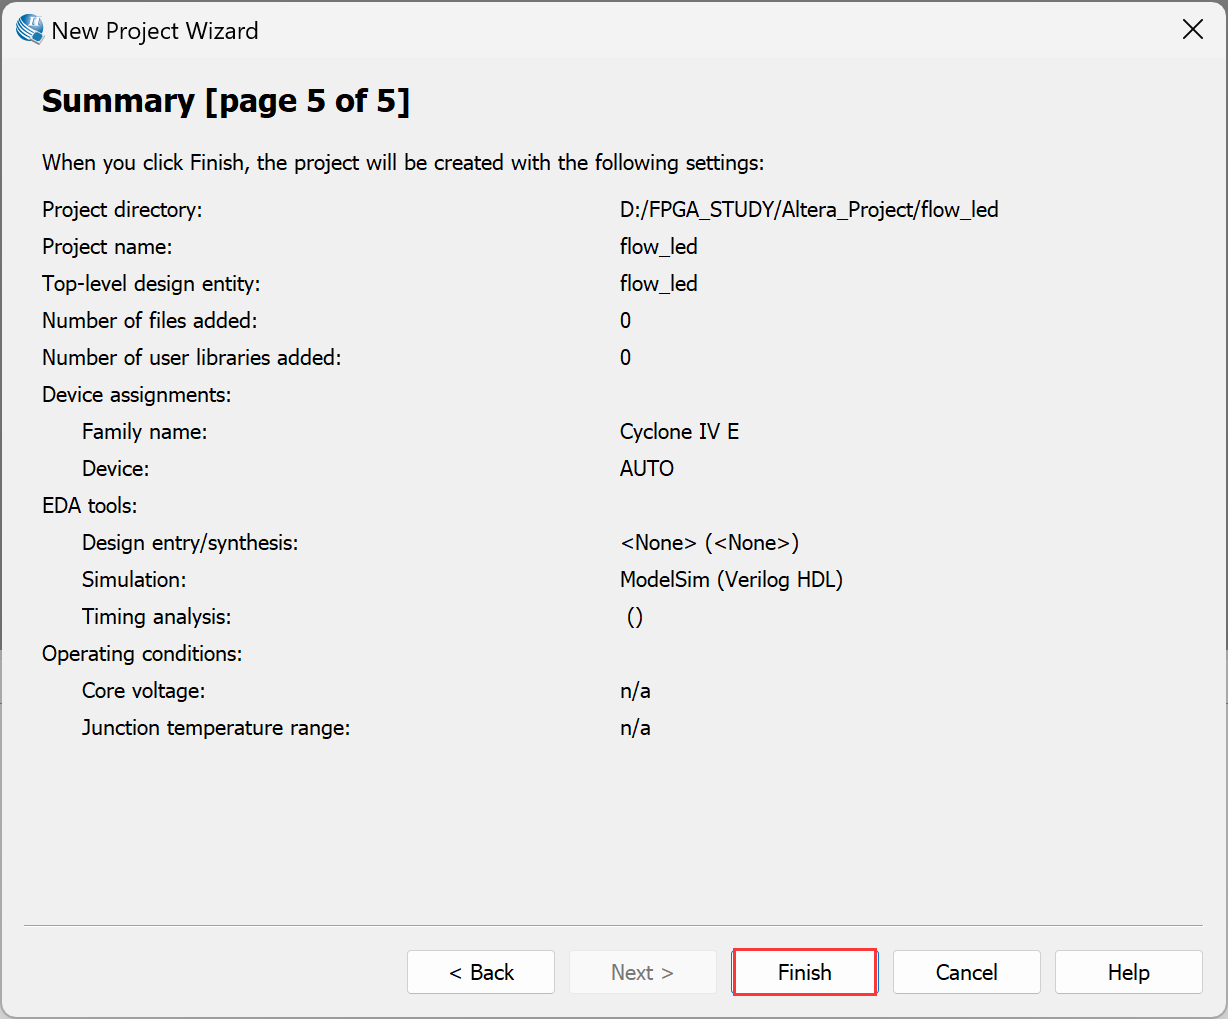 New Project Wizard
Summary [page 5 of 5]
When you click Finish, the project will be created with the following settings:
Project directory: D:/FPGA_STUDY/Altera_Project/flow_led
Project name: flow_led
Top-level design entity: flow_led
Number of files added: 0
Number of user libraries added: 0
Device assignments:
Family name: Cyclone IV E
Device: AUTO
EDA tools:
Design entry/synthesis: <None> (<None>)
Simulation: ModelSim (Verilog HDL)
Timing analysis: ()
Operating conditions:
Core voltage: n/a
Junction temperature range: n/a
< Back Next > Finish Cancel Help